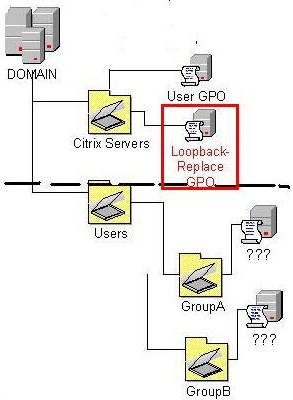 DOMAIN
User GPO
Citrix Servers
Loopback-
Replace
GPO
Users
???
GroupA
???
GroupB